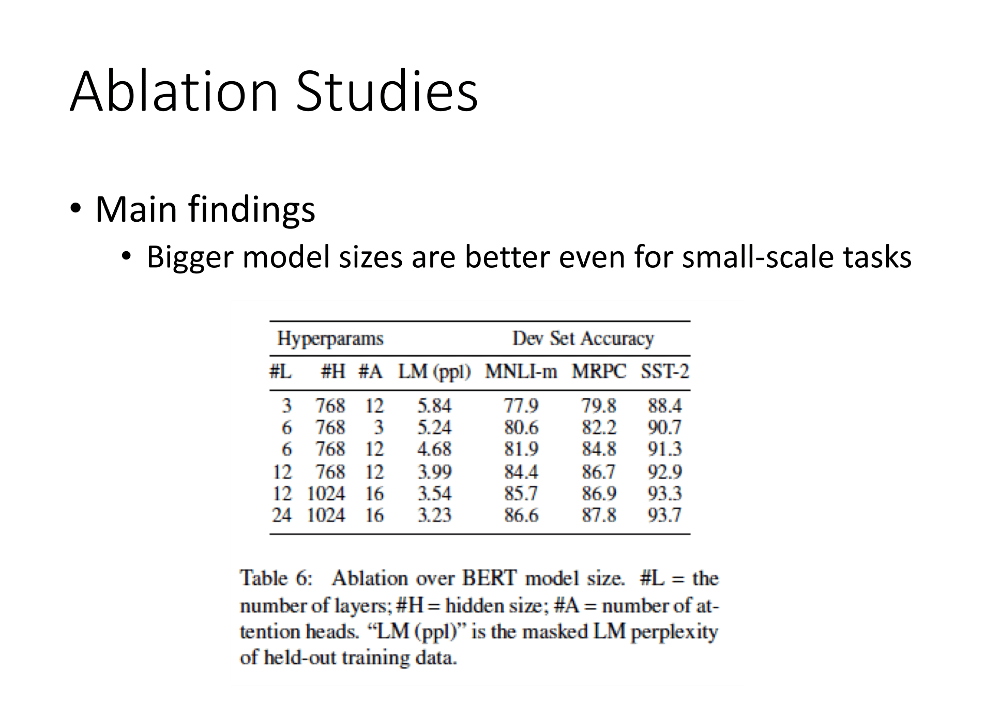 Ablation Studies
• Main findings
• Bigger model sizes are better even for small-scale tasks
Hyperparams Dev Set Accuracy
#L #H #A LM (ppl) MNLI-m MRPC SST-2
3 768 12 5.84 77.9 79.8 88.4
6 768 3 5.24 80.6 82.2 90.7
6 768 12 4.68 81.9 84.8 91.3
12 768 12 3.99 84.4 86.7 92.9
12 1024 16 3.54 85.7 86.9 93.3
24 1024 16 3.23 86.6 87.8 93.7
Table 6: Ablation over BERT model size. #L = the
number of layers; #H = hidden size; #A = number of at-
tention heads. “LM (ppl)” is the masked LM perplexity
of held-out training data.